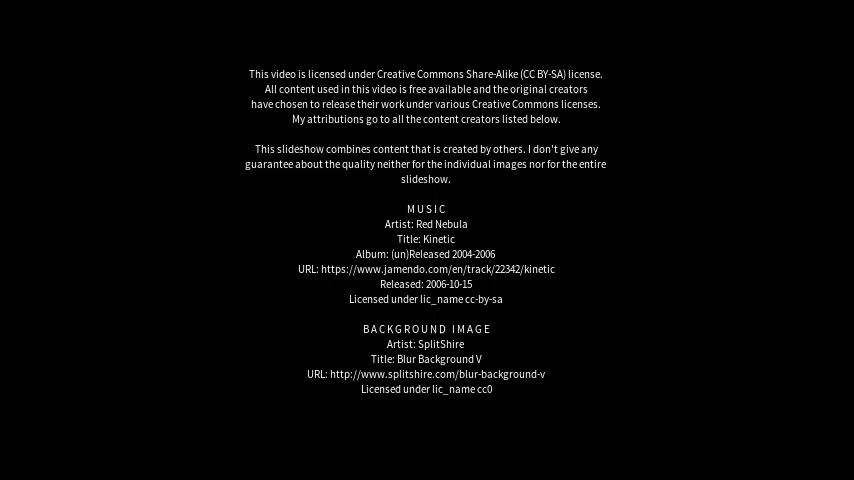 This video is licensed under Creative Commons Share-Alike (CC BY-SA) license.
All content used in this video is free available and the original creators
have chosen to release their work under various Creative Commons licenses.
My attributions go to all the content creators listed below.
This slideshow combines content that is created by others. I don't give any
guarantee about the quality neither for the individual images nor for the entire
slideshow.
MUSIC
Artist: Red Nebula
Title: Kinetic
Album: (un)Released 2004-2006
URL: https://www.jamendo.com/en/track/22342/kinetic
Released: 2006-10-15
Licensed under lic_name cc-by-sa
BACKGROUND IMAGE
Artist: SplitShire
Title: Blur Background V
URL: http://www.splitshire.com/blur-background-v
Licensed under lic_name cc0